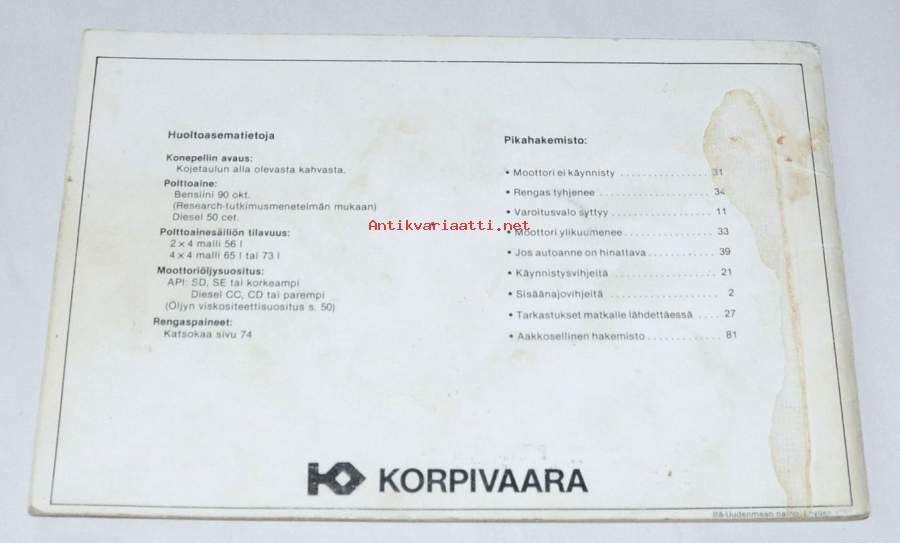 Huoltoasematietoja
Konepellin avaus:
Kojetaulun alla olevasta kahvasta.
Polttoaine:
Bensiini 90 okt.
(Research-tutkimusmenetelmän mukaan)
Diesel 50 cet.
Polttoainesäiliön tilavuus:
2 × 4 malli 56 l
4 × 4 malli 65 l tai 73 l
Moottoriöljysuositus:
API: SD, SE tai korkeampi
Diesel CC, CD tai parempi
(Öljyn viskositeettisuositus s. 50)
Rengaspaineet:
Katsokaa sivu 74
Pikahakemisto:
• Moottori ei käynnisty ................ 31
• Rengas tyhjenee .................... 34
• Varoitusvalo syttyy .................. 11
• Moottori ylikuumenee ............... 33
• Jos autoanne on hinattava ............ 39
• Käynnistysvihjeitä ................... 21
• Sisäänajovihjeitä .................... 2
• Tarkastukset matkalle lähdettäessä .... 27
• Aakkosellinen hakemisto ............. 81
Antikvariaatti.net
KORPIVAARA
Uudenmaan